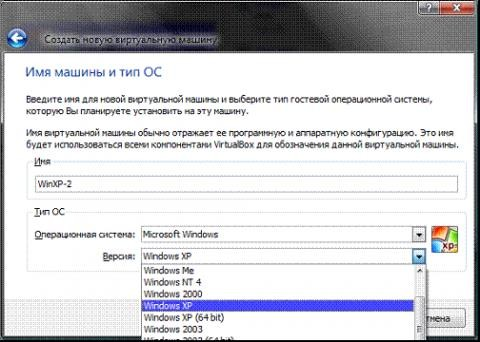 Создать новую виртуальную машину
Имя машины и тип ОС
Введите имя для новой виртуальной машины и выберите тип гостевой операционной системы,
которую Вы планируете установить на эту машину.
Имя виртуальной машины обычно отражает ее программную и аппаратную конфигурацию. Это имя
будет использоваться всеми компонентами VirtualBox для обозначения данной виртуальной машины.
Имя
WinXP-2
Тип ОС
Операционная система: Microsoft Windows
xp
Версия: Windows XP
Windows Me
Windows NT 4
Windows 2000
Windows XP
Windows XP (64 bit)
Windows 2003
тмена